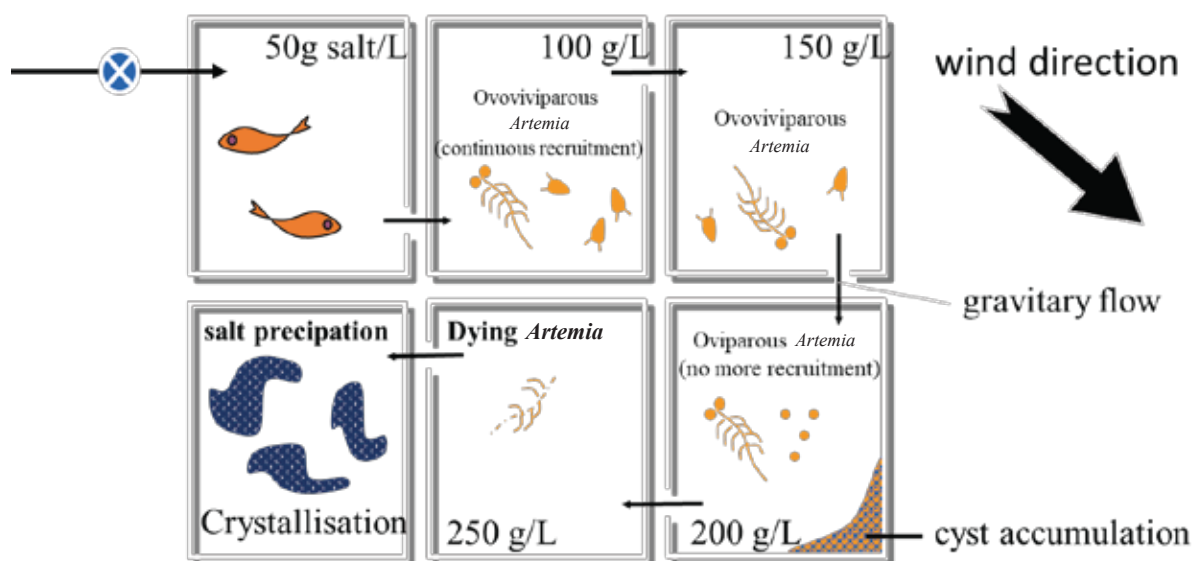 50g salt/L
100 g/L
150 g/L
wind direction
Ovoviviparous
Artemia
(continuous recruitment)
Ovoviviparous
Artemia
gravitary flow
salt precipation
Dying Artemia
Oviparous Artemia
(no more recruitment)
Crystallisation
250 g/L
200 g/L
cyst accumulation